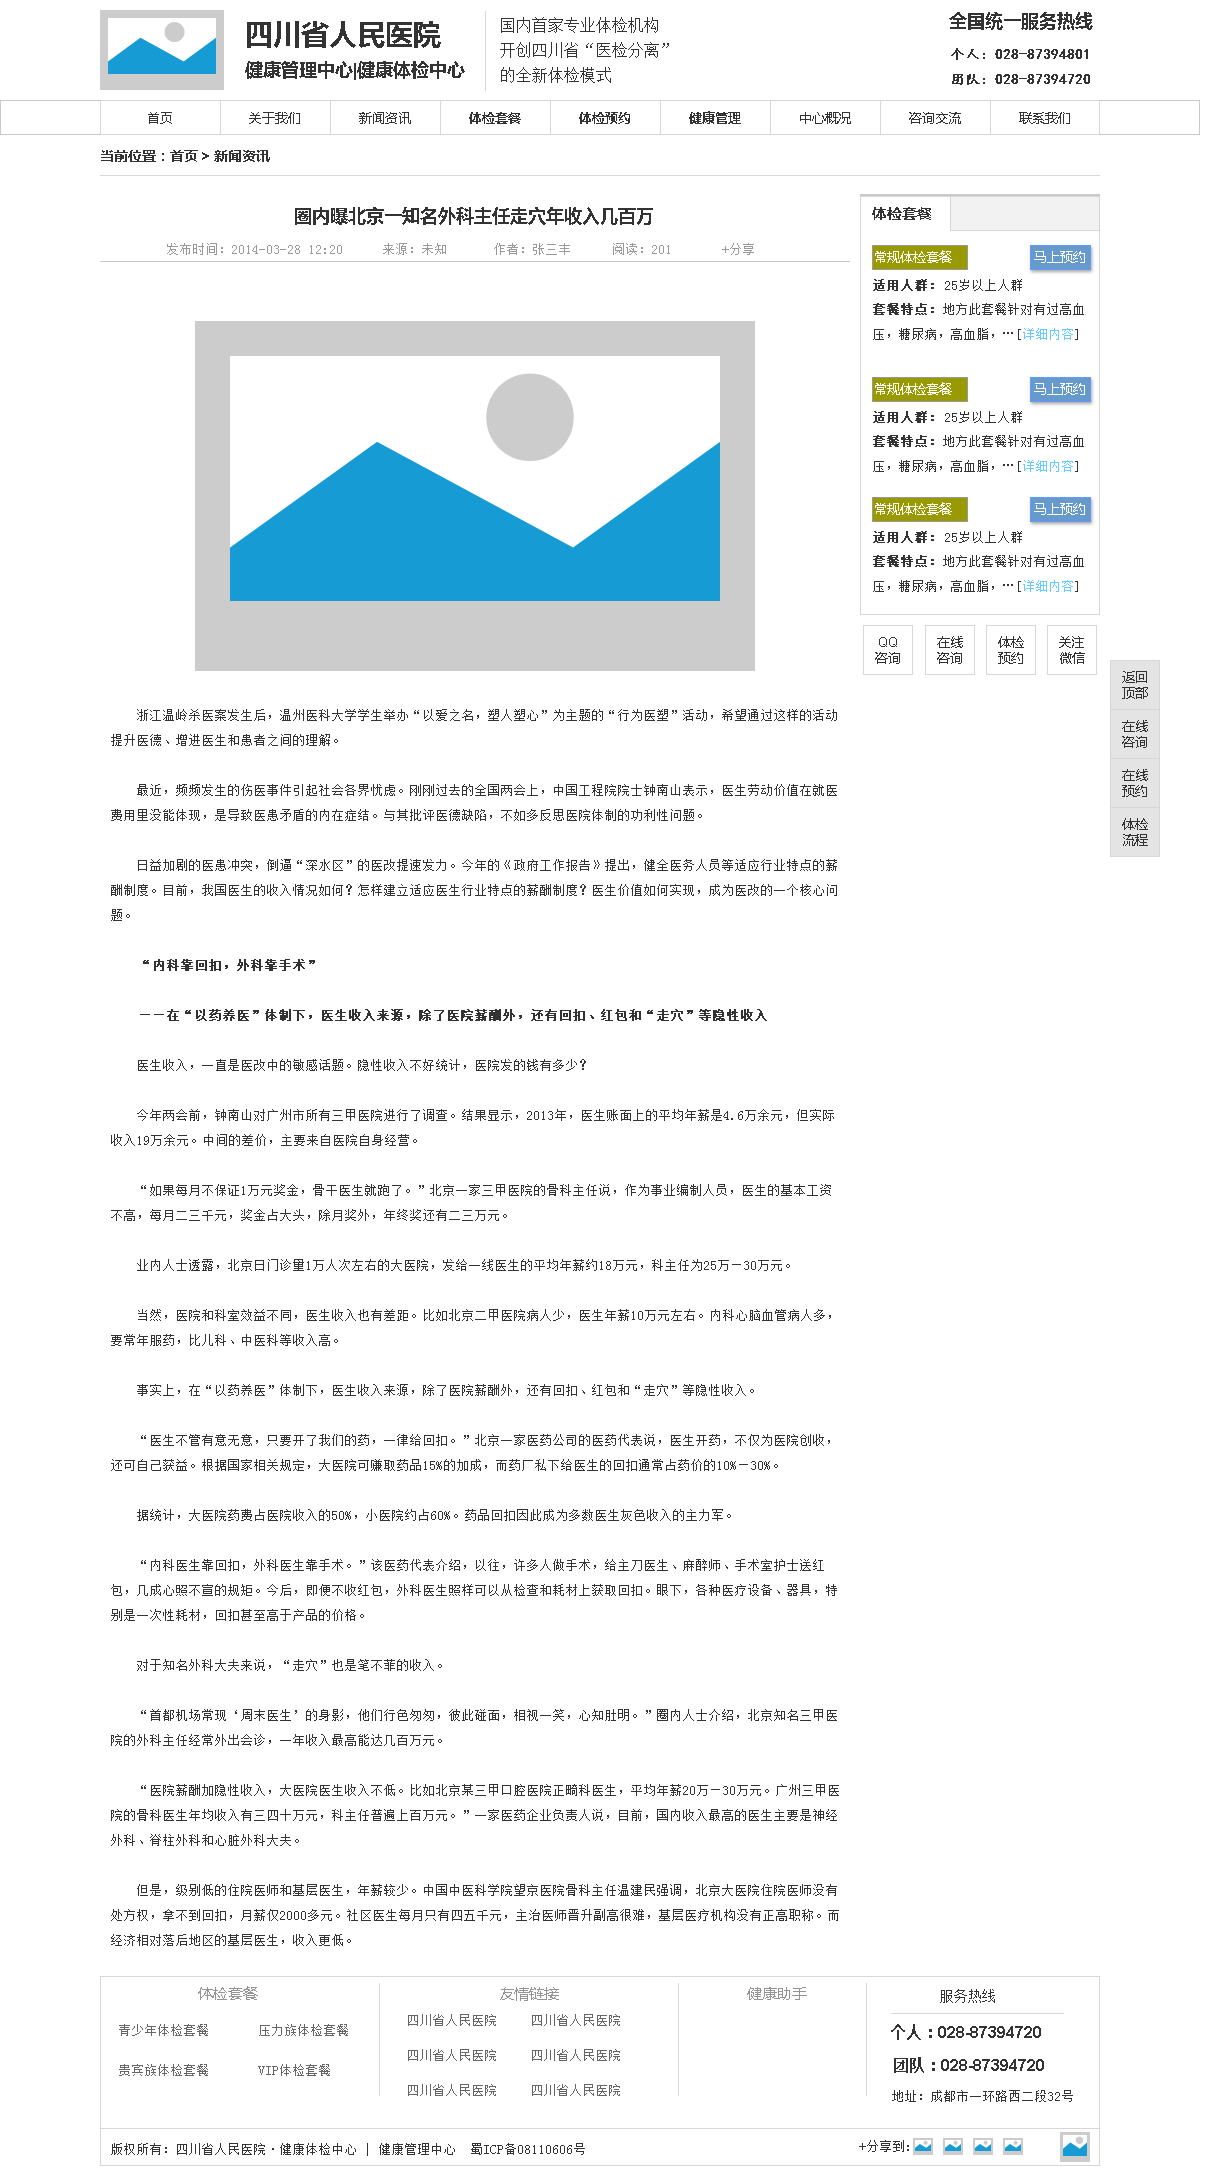 四川省人民医院
健康管理中心|健康体检中心
国内首家专业体检机构
开创四川省“医检分离”
的全新体检模式
全国统一服务热线
个人：028-87394801
团队：028-87394720
首页 关于我们 新闻资讯 体检套餐 体检预约 健康管理 中心概况 咨询交流 联系我们
当前位置：首页 > 新闻资讯
圈内曝北京一知名外科主任走穴年收入几百万
发布时间：2014-03-28 12:20 来源：未知 作者：张三丰 阅读：201 +分享
浙江温岭杀医案发生后，温州医科大学学生举办“以爱之名，塑人塑心”为主题的“行为医塑”活动，希望通过这样的活动
提升医德、增进医生和患者之间的理解。
最近，频频发生的伤医事件引起社会各界忧虑。刚刚过去的全国两会上，中国工程院院士钟南山表示，医生劳动价值在就医
费用里没能体现，是导致医患矛盾的内在症结。与其批评医德缺陷，不如多反思医院体制的功利性问题。
日益加剧的医患冲突，倒逼“深水区”的医改提速发力。今年的《政府工作报告》提出，健全医务人员等适应行业特点的薪
酬制度。目前，我国医生的收入情况如何？怎样建立适应医生行业特点的薪酬制度？医生价值如何实现，成为医改的一个核心问
题。
“内科靠回扣，外科靠手术”
－－在“以药养医”体制下，医生收入来源，除了医院薪酬外，还有回扣、红包和“走穴”等隐性收入
医生收入，一直是医改中的敏感话题。隐性收入不好统计，医院发的钱有多少？
今年两会前，钟南山对广州市所有三甲医院进行了调查。结果显示，2013年，医生账面上的平均年薪是4.6万余元，但实际
收入19万余元。中间的差价，主要来自医院自身经营。
“如果每月不保证1万元奖金，骨干医生就跑了。”北京一家三甲医院的骨科主任说，作为事业编制人员，医生的基本工资
不高，每月二三千元，奖金占大头，除月奖外，年终奖还有二三万元。
业内人士透露，北京日门诊量1万人次左右的大医院，发给一线医生的平均年薪约18万元，科主任为25万－30万元。
当然，医院和科室效益不同，医生收入也有差距。比如北京二甲医院病人少，医生年薪10万元左右。内科心脑血管病人多，
要常年服药，比儿科、中医科等收入高。
事实上，在“以药养医”体制下，医生收入来源，除了医院薪酬外，还有回扣、红包和“走穴”等隐性收入。
“医生不管有意无意，只要开了我们的药，一律给回扣。”北京一家医药公司的医药代表说，医生开药，不仅为医院创收，
还可自己获益。根据国家相关规定，大医院可赚取药品15%的加成，而药厂私下给医生的回扣通常占药价的10%－30%。
据统计，大医院药费占医院收入的50%，小医院约占60%。药品回扣因此成为多数医生灰色收入的主力军。
“内科医生靠回扣，外科医生靠手术。”该医药代表介绍，以往，许多人做手术，给主刀医生、麻醉师、手术室护士送红
包，几成心照不宣的规矩。今后，即便不收红包，外科医生照样可以从检查和耗材上获取回扣。眼下，各种医疗设备、器具，特
别是一次性耗材，回扣甚至高于产品的价格。
对于知名外科大夫来说，“走穴”也是笔不菲的收入。
“首都机场常现‘周末医生’的身影，他们行色匆匆，彼此碰面，相视一笑，心知肚明。”圈内人士介绍，北京知名三甲医
院的外科主任经常外出会诊，一年收入最高能达几百万元。
“医院薪酬加隐性收入，大医院医生收入不低。比如北京某三甲口腔医院正畸科医生，平均年薪20万－30万元。广州三甲医
院的骨科医生年均收入有三四十万元，科主任普遍上百万元。”一家医药企业负责人说，目前，国内收入最高的医生主要是神经
外科、脊柱外科和心脏外科大夫。
但是，级别低的住院医师和基层医生，年薪较少。中国中医科学院望京医院骨科主任温建民强调，北京大医院住院医师没有
处方权，拿不到回扣，月薪仅2000多元。社区医生每月只有四五千元，主治医师晋升副高很难，基层医疗机构没有正高职称。而
经济相对落后地区的基层医生，收入更低。
体检套餐
常规体检套餐 马上预约
适用人群： 25岁以上人群
套餐特点：地方此套餐针对有过高血
压，糖尿病，高血脂，…[详细内容]
常规体检套餐 马上预约
适用人群： 25岁以上人群
套餐特点：地方此套餐针对有过高血
压，糖尿病，高血脂，…[详细内容]
常规体检套餐 马上预约
适用人群： 25岁以上人群
套餐特点：地方此套餐针对有过高血
压，糖尿病，高血脂，…[详细内容]
QQ 在线 体检 关注
咨询 咨询 预约 微信
返回
顶部
在线
咨询
在线
预约
体检
流程
体检套餐
青少年体检套餐 压力族体检套餐
贵宾族体检套餐 VIP体检套餐
友情链接
四川省人民医院 四川省人民医院
四川省人民医院 四川省人民医院
四川省人民医院 四川省人民医院
健康助手
服务热线
个人：028-87394720
团队：028-87394720
地址：成都市一环路西二段32号
版权所有：四川省人民医院·健康体检中心 | 健康管理中心 蜀ICP备08110606号
+分享到: